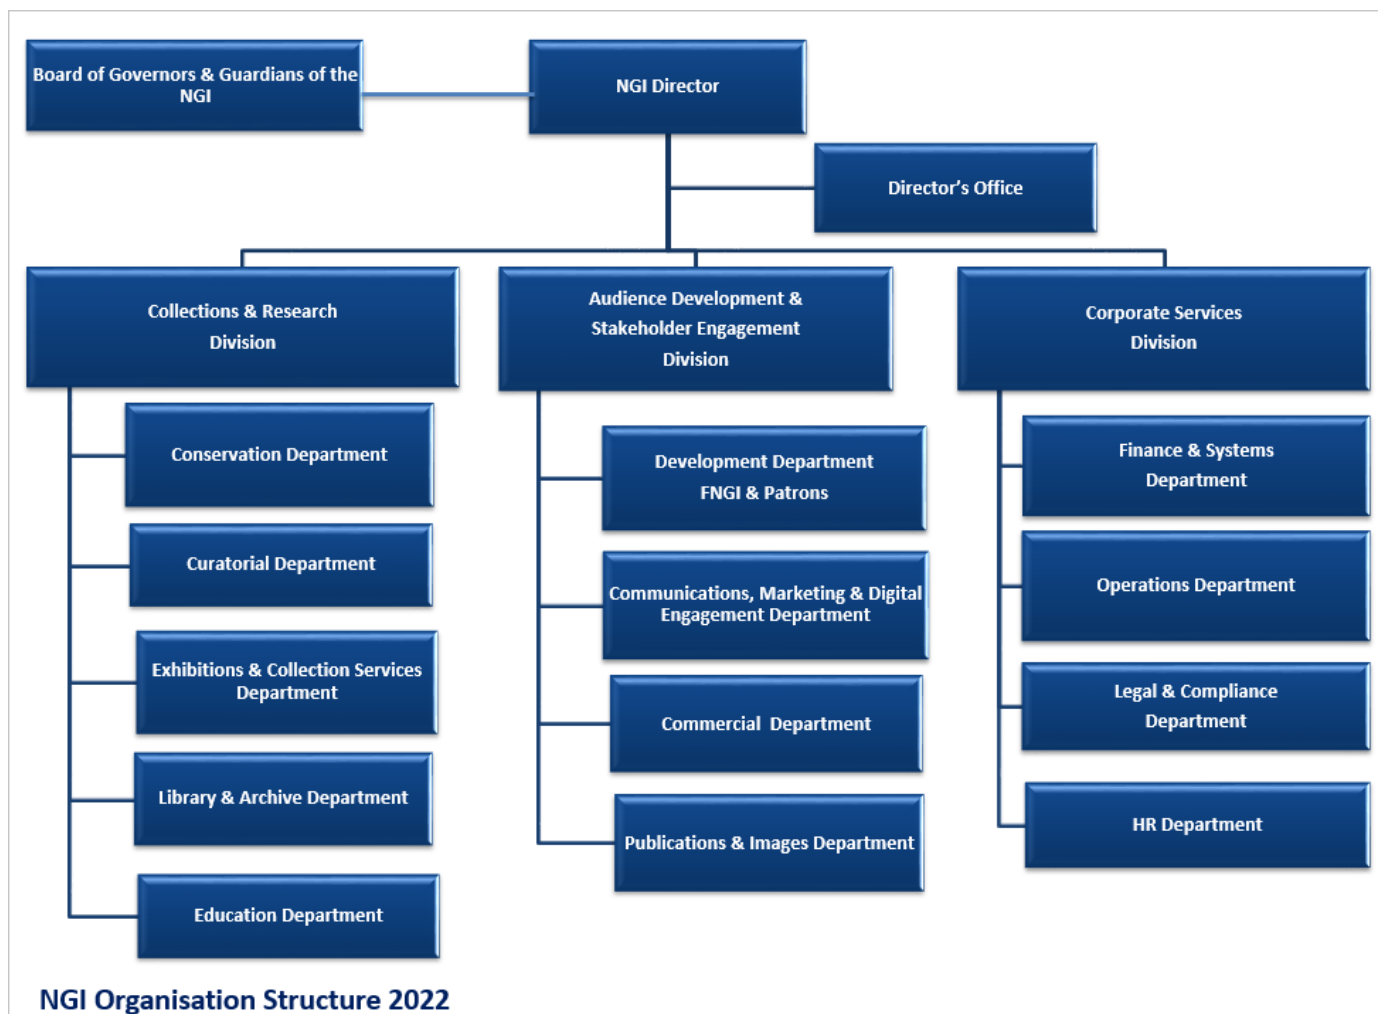 Board of Governors & Guardians of the
NGI
NGI Director
Director's Office
Collections & Research
Division
Audience Development &
Stakeholder Engagement
Division
Corporate Services
Division
Conservation Department
Curatorial Department
Exhibitions & Collection Services
Department
Library & Archive Department
Education Department
Development Department
FNGI & Patrons
Communications, Marketing & Digital
Engagement Department
Commercial Department
Publications & Images Department
Finance & Systems
Department
Operations Department
Legal & Compliance
Department
HR Department
NGI Organisation Structure 2022